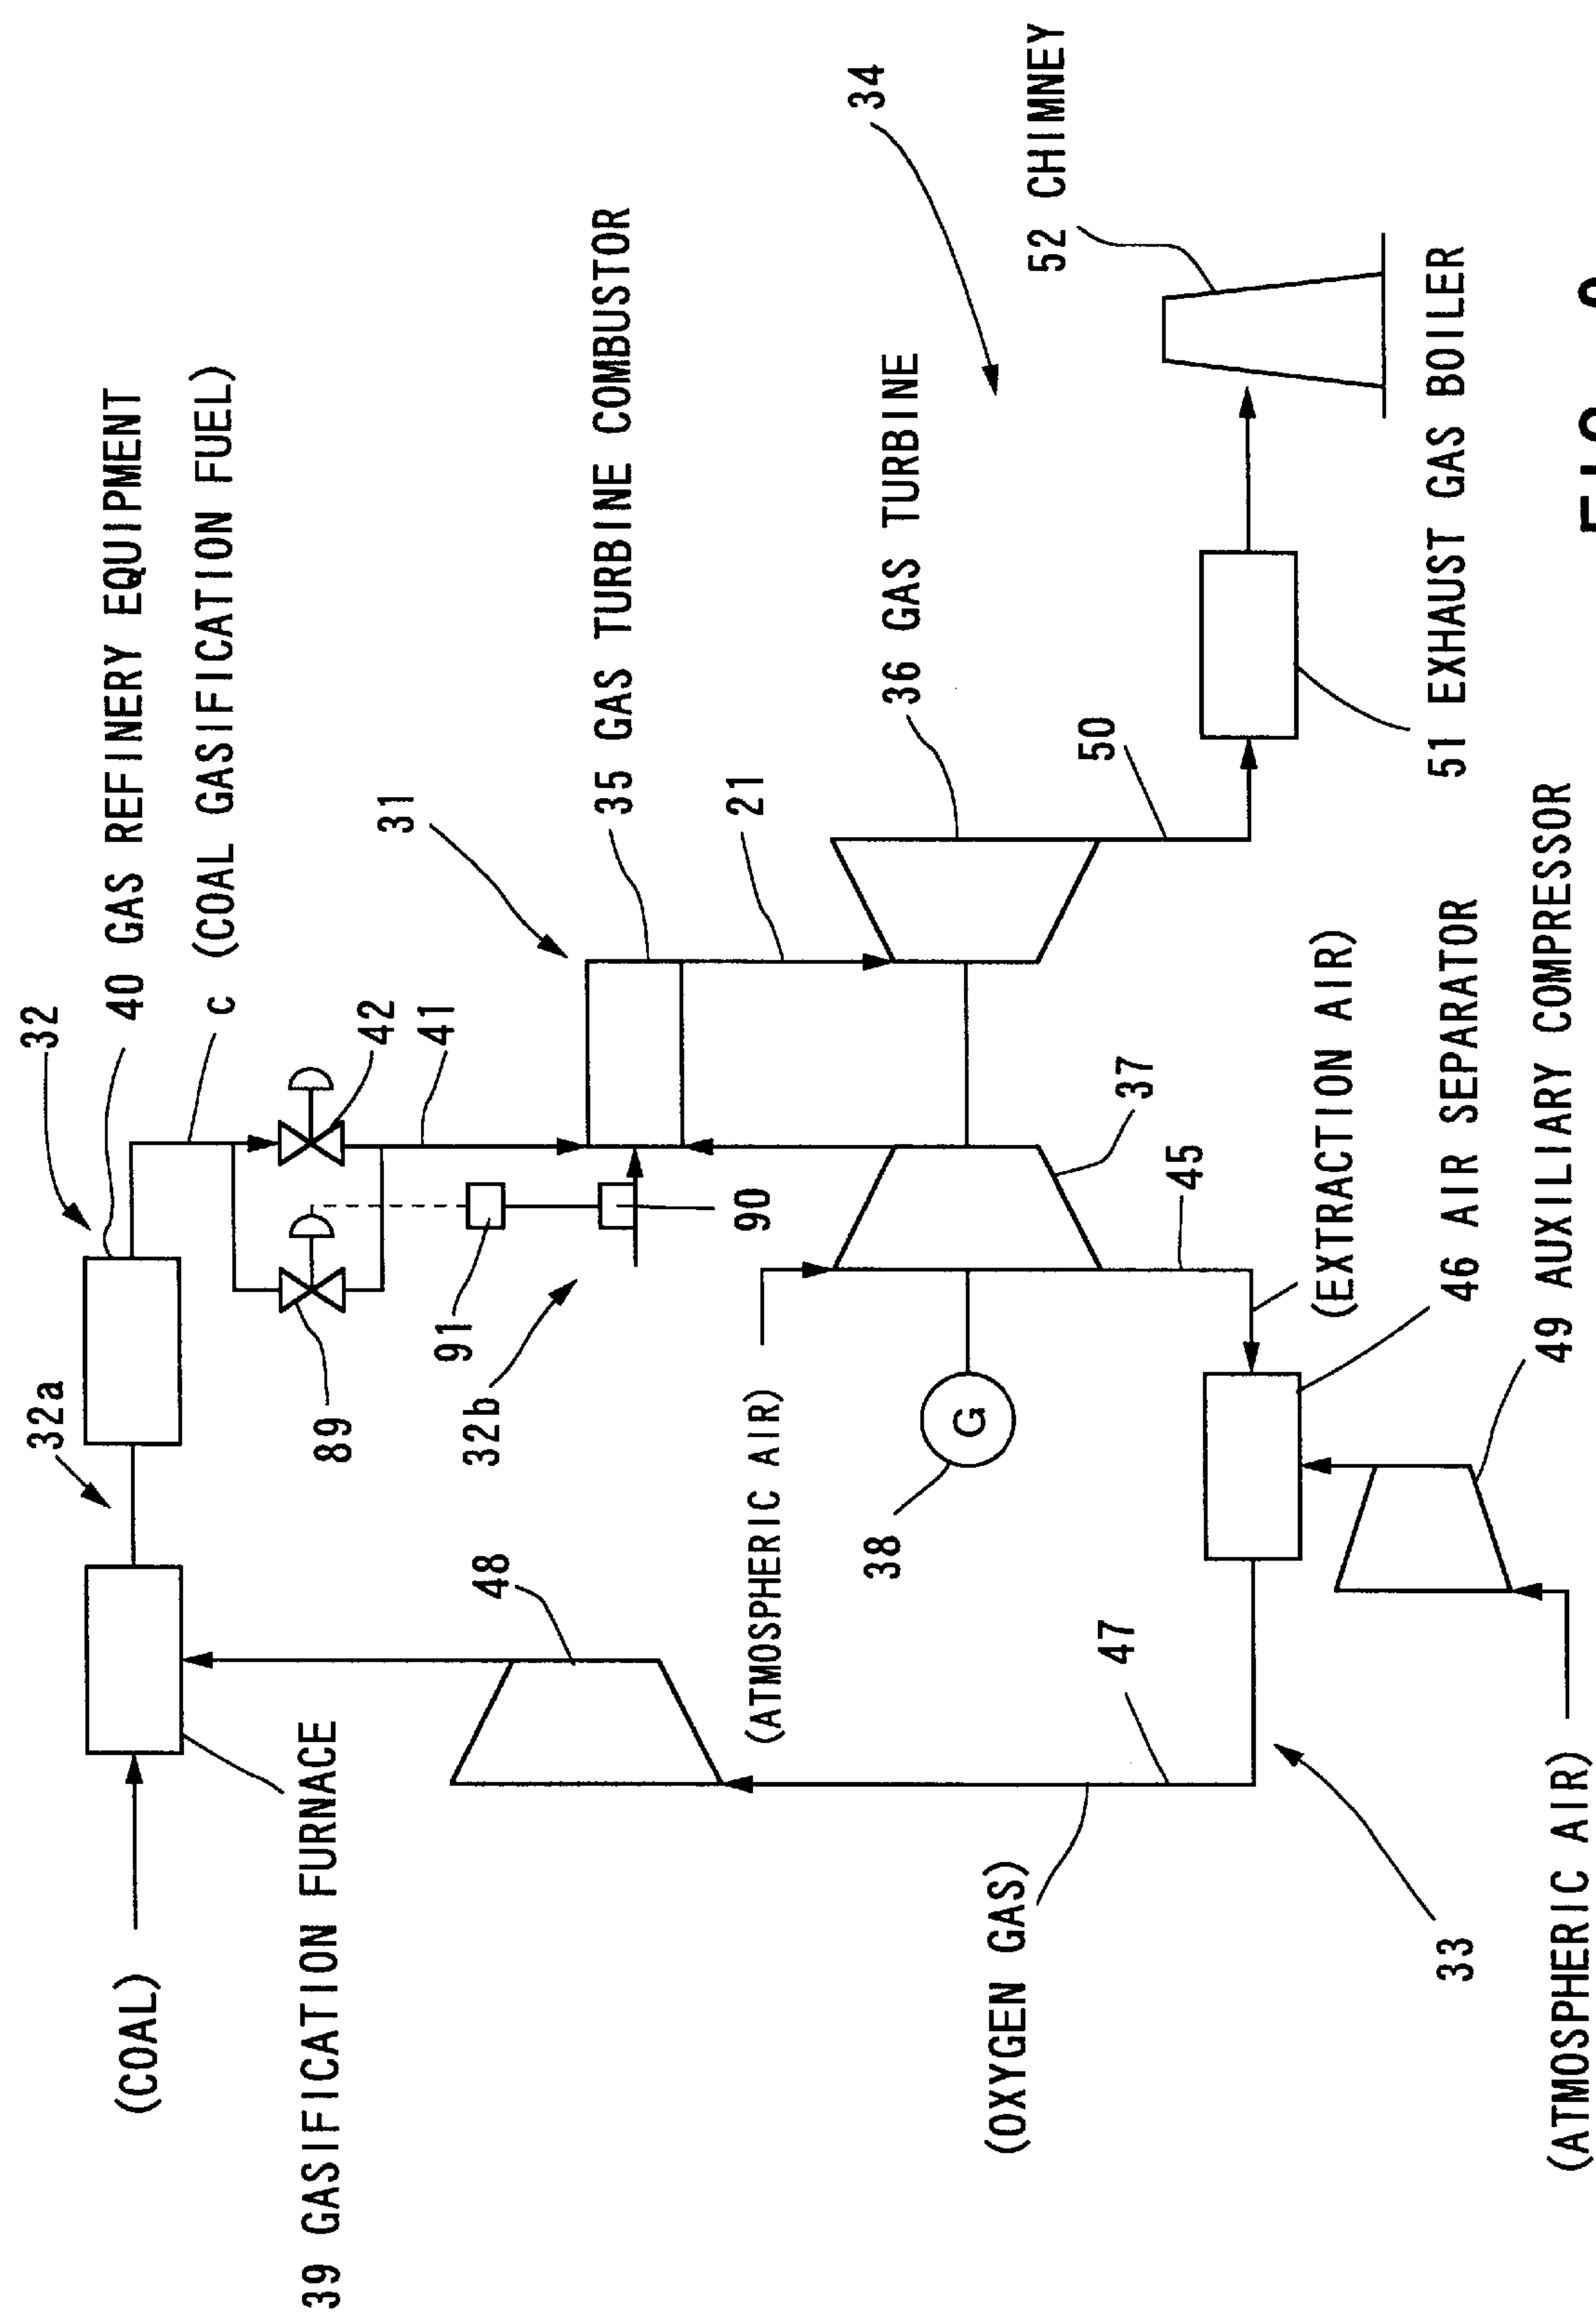 32
40 GAS REFINERY EQUIPMENT
32a
c (COAL GASIFICATION FUEL)
(COAL)
39 GASIFICATION FURNACE
89
42
31
41
91
48
32b
35 GAS TURBINE COMBUSTOR
21
90
(ATMOSPHERIC AIR)
34
36 GAS TURBINE
38
G
37
52 CHIMNEY
50
45
47
(OXYGEN GAS)
(EXTRACTION AIR)
51 EXHAUST GAS BOILER
46 AIR SEPARATOR
33
49 AUXILIARY COMPRESSOR
(ATMOSPHERIC AIR)